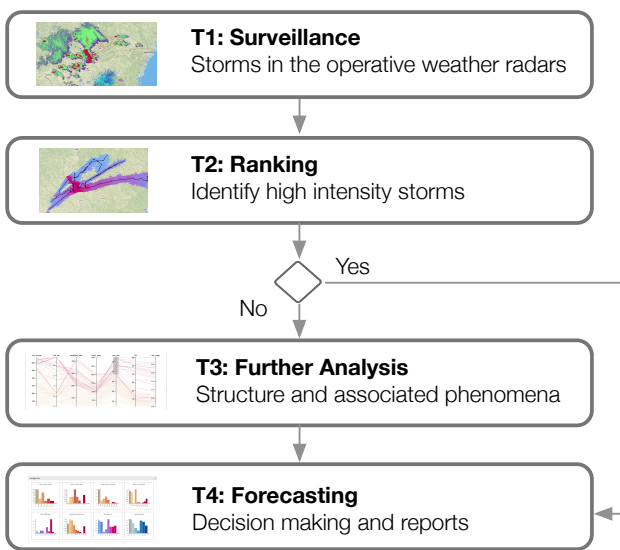 T1: Surveillance
Storms in the operative weather radars
T2: Ranking
Identify high intensity storms
Yes
No
T3: Further Analysis
Structure and associated phenomena
T4: Forecasting
Decision making and reports